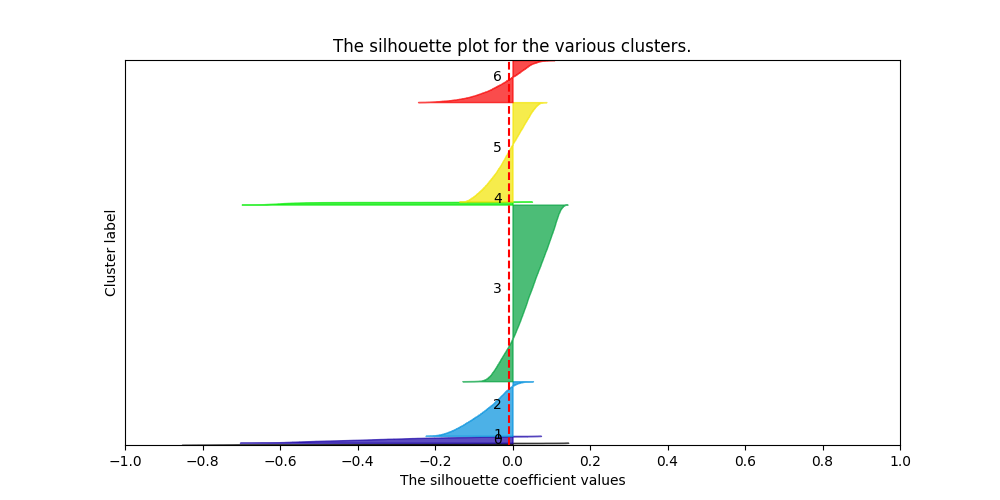 The silhouette plot for the various clusters.
6
5
4
3
2
1
0
Cluster label
−1.0 −0.8 −0.6 −0.4 −0.2 0.0 0.2 0.4 0.6 0.8 1.0
The silhouette coefficient values